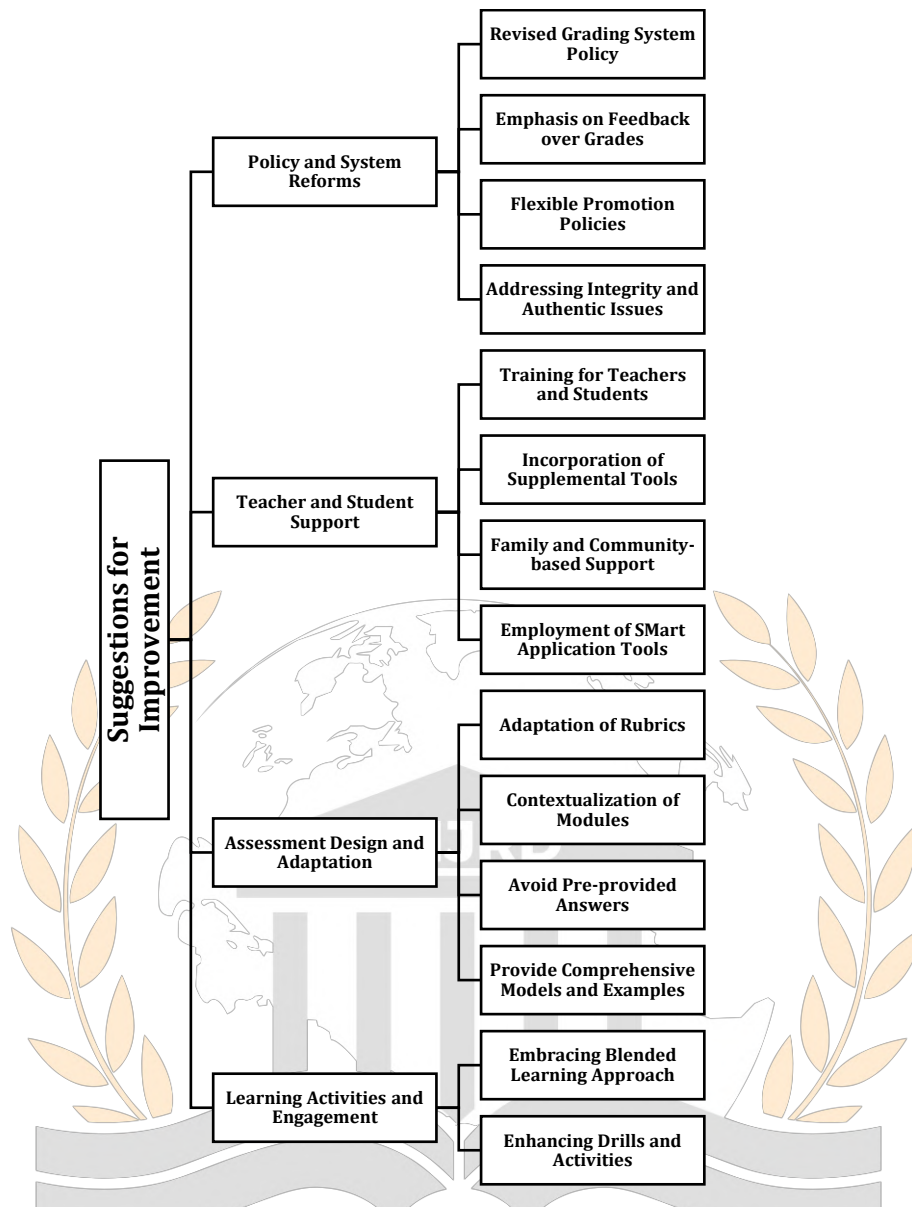 Revised Grading System
Policy
Emphasis on Feedback
over Grades
Policy and System
Reforms
Flexible Promotion
Policies
Addressing Integrity and
Authentic Issues
Training for Teachers
and Students
Incorporation of
Supplemental Tools
Teacher and Student
Support
Family and Community-
based Support
Employment of SMart
Application Tools
Suggestions for
Improvement
Adaptation of Rubrics
Contextualization of
Modules
Assessment Design and
Adaptation
Avoid Pre-provided
Answers
Provide Comprehensive
Models and Examples
Embracing Blended
Learning Approach
Learning Activities and
Engagement
Enhancing Drills and
Activities